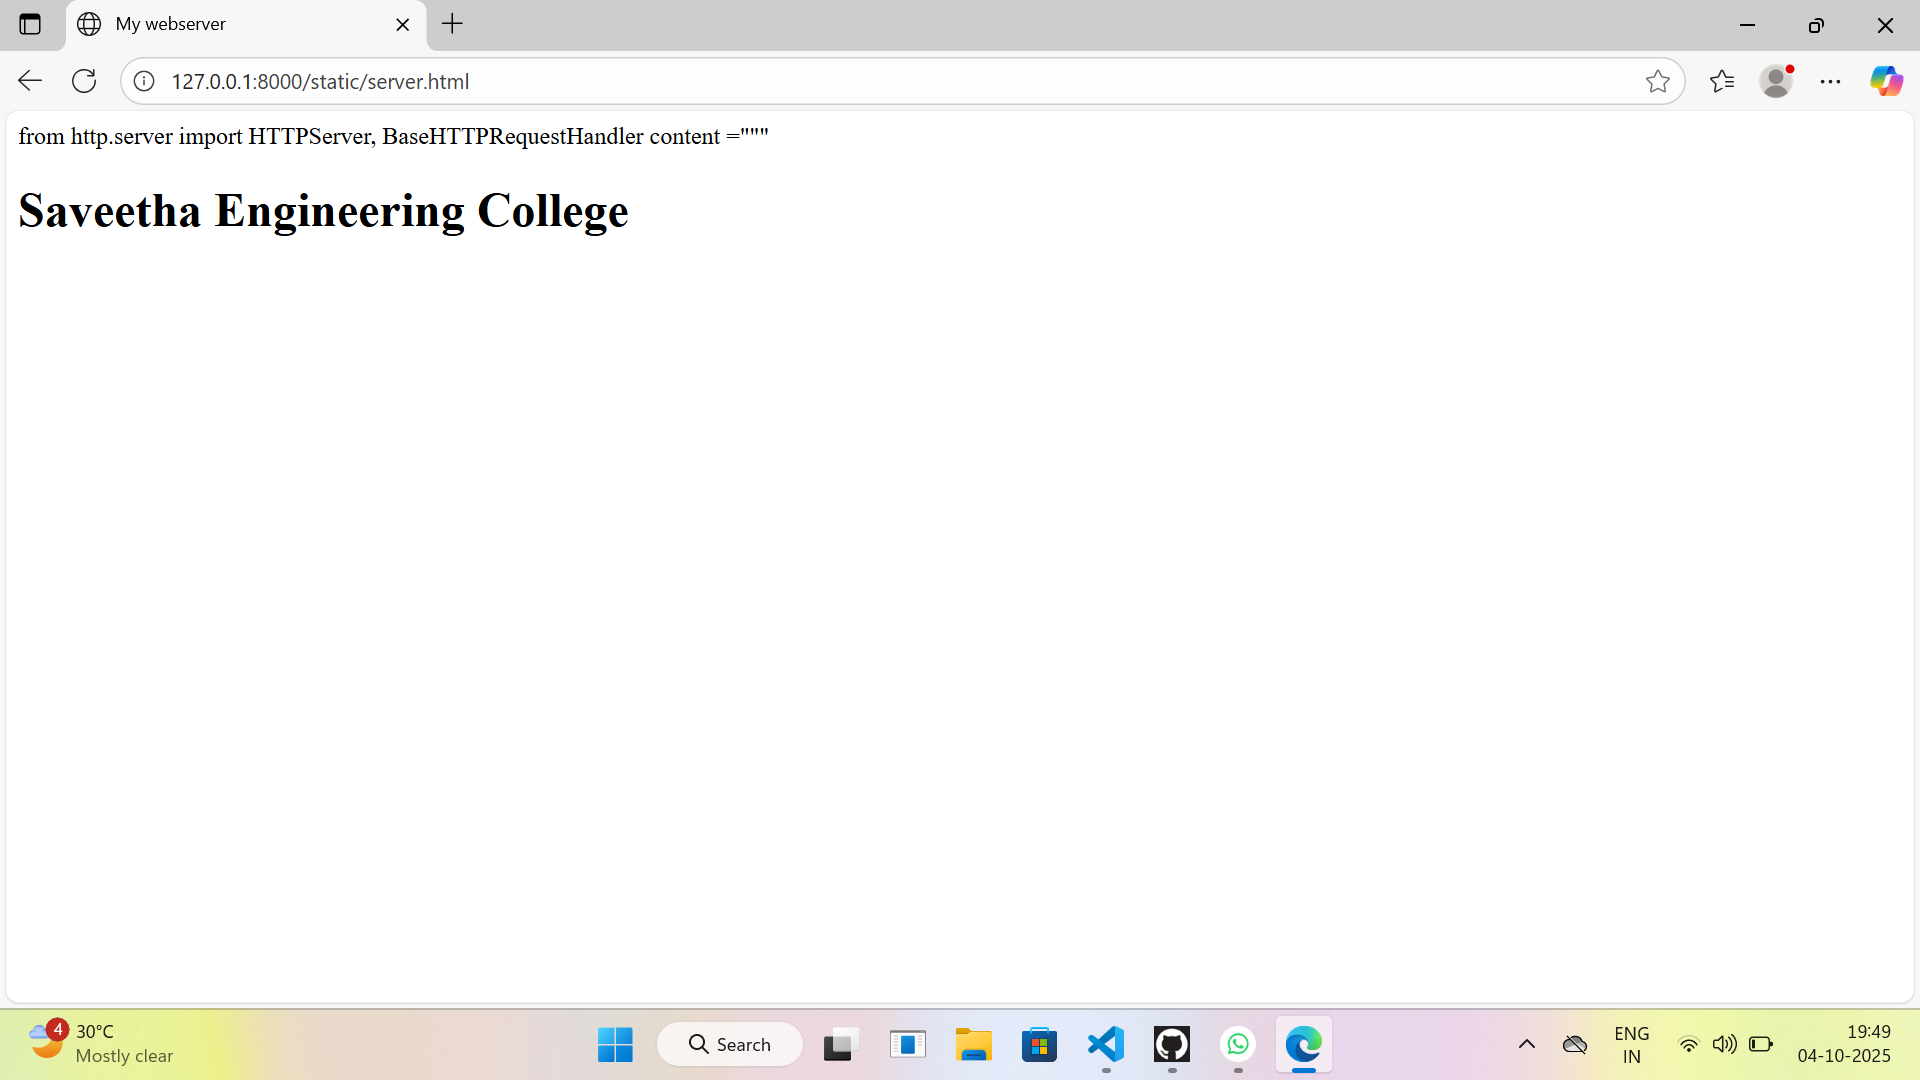 My webserver
127.0.0.1:8000/static/server.html
from http.server import HTTPServer, BaseHTTPRequestHandler content ="""
Saveetha Engineering College
4
30°C
Mostly clear
Search
ENG
IN
19:49
04-10-2025